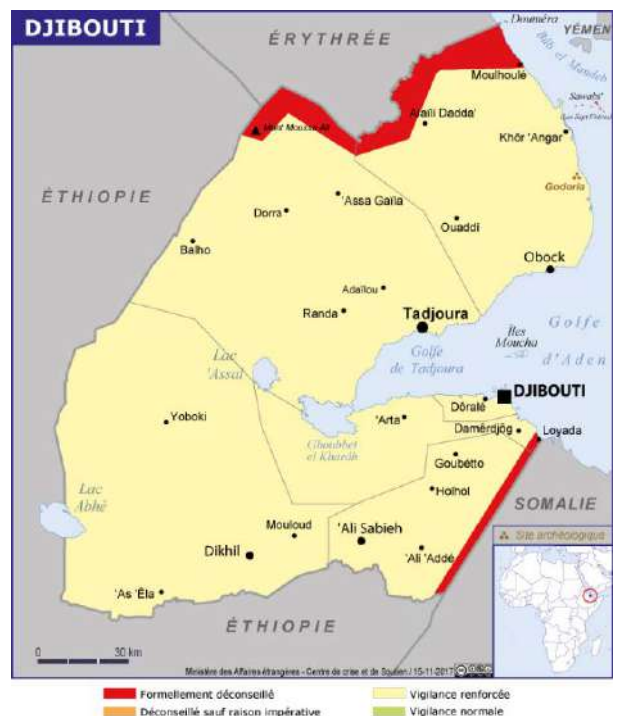 DJIBOUTI
ÉRYTHRÉE
Douméra
YÉMEN
Bâb el Mandeb
Moulhoulé
Sawabi'
Alaïli Dadda'
Mont Moussa Ali
Khôr 'Angar
ÉTHIOPIE
Godoria
'Assa Gaïla
Dorra
Ouaddi
Balho
Obock
Adaïlou
Randa
Tadjoura
Îles
Moucha
Golfe
d'Aden
Golfe
de Tadjoura
Lac
'Assal
DJIBOUTI
Dôralé
Yoboki
'Arta
Damêrdjôg
Loyada
Ghoubbet
el Kharâb
Goubétto
Holhol
SOMALIE
Lac
Abhé
Mouloud
'Ali Sabieh
Site archéologique
Dikhil
'Ali 'Addé
'As 'Êla
ÉTHIOPIE
0 30 km
Ministère des Affaires étrangères - Centre de crise et de Soutien / 15-11-2017
Formellement déconseillé
Vigilance renforcée
Déconseillé sauf raison impérative
Vigilance normale